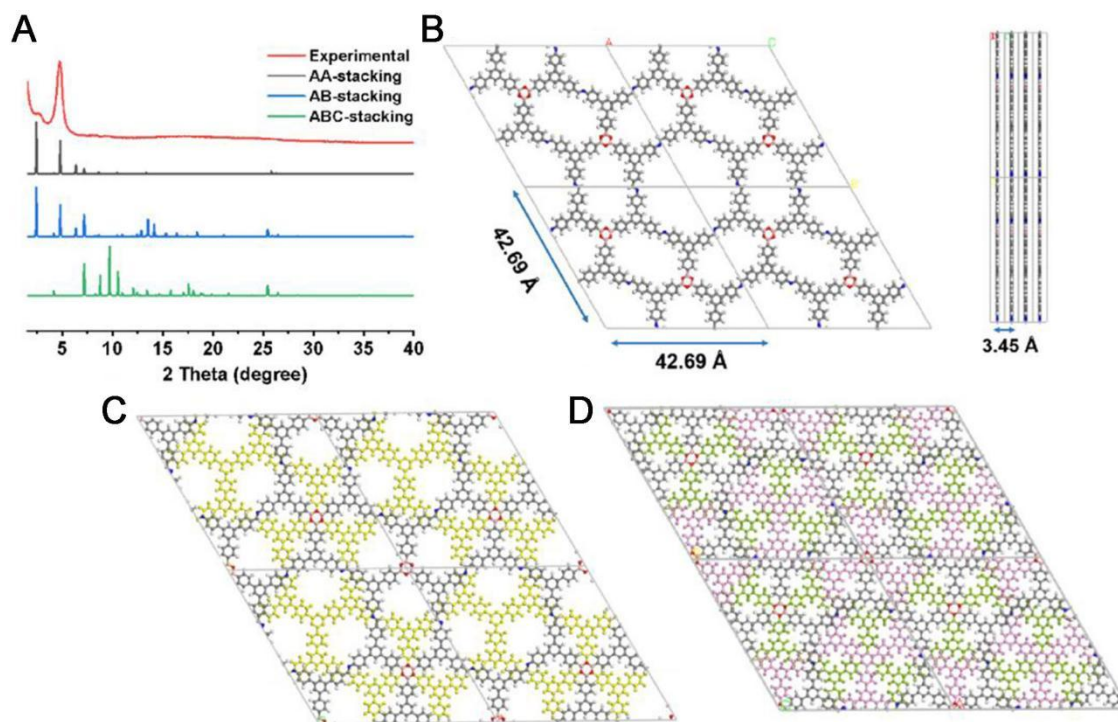 A
Experimental
AA-stacking
AB-stacking
ABC-stacking
5 10 15 20 25 30 35 40
2 Theta (degree)
B
A
C
42.69 Å
42.69 Å
3.45 Å
C
D